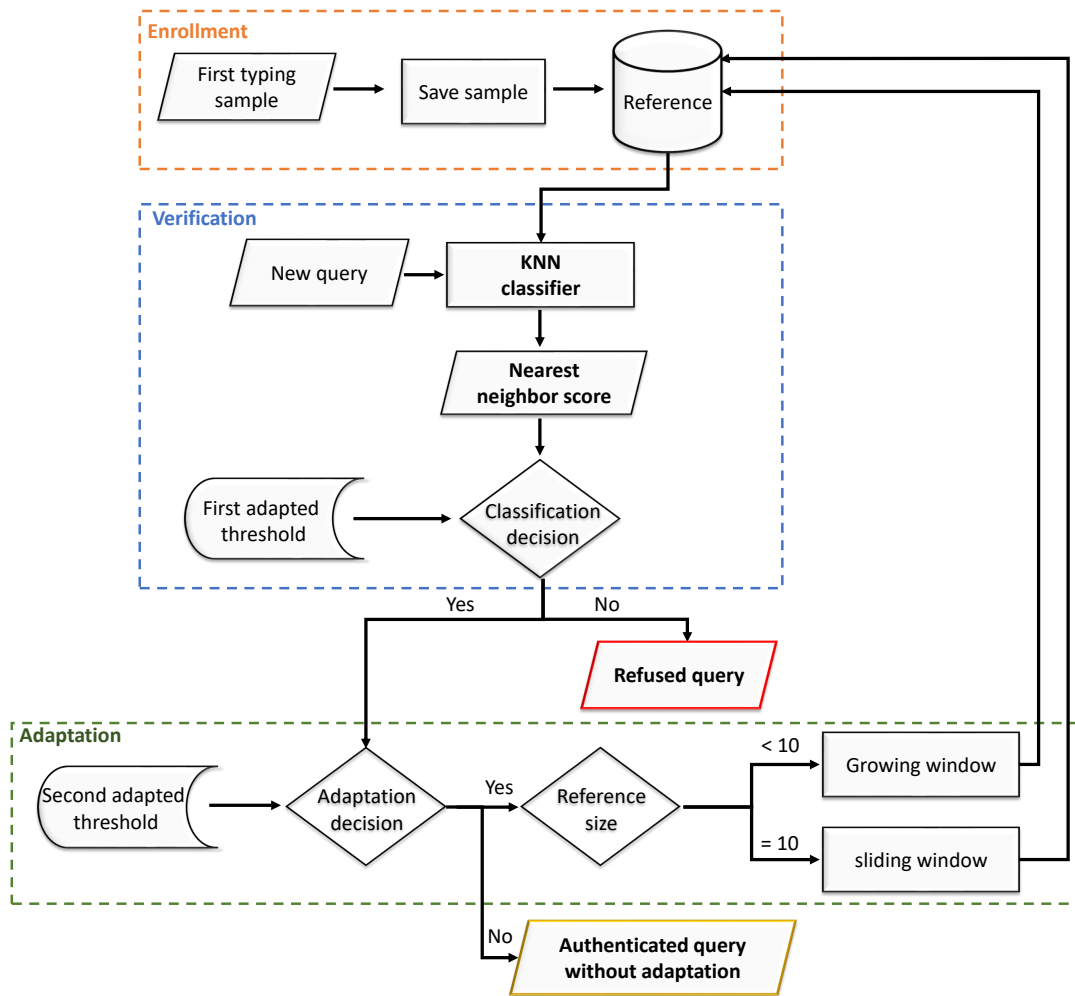 Enrollment
First typing
sample
Save sample
Reference
Verification
New query
KNN
classifier
Nearest
neighbor score
First adapted
threshold
Classification
decision
Yes
No
Refused query
Adaptation
Second adapted
threshold
Adaptation
decision
Yes
Reference
size
< 10
Growing window
= 10
sliding window
No
Authenticated query
without adaptation